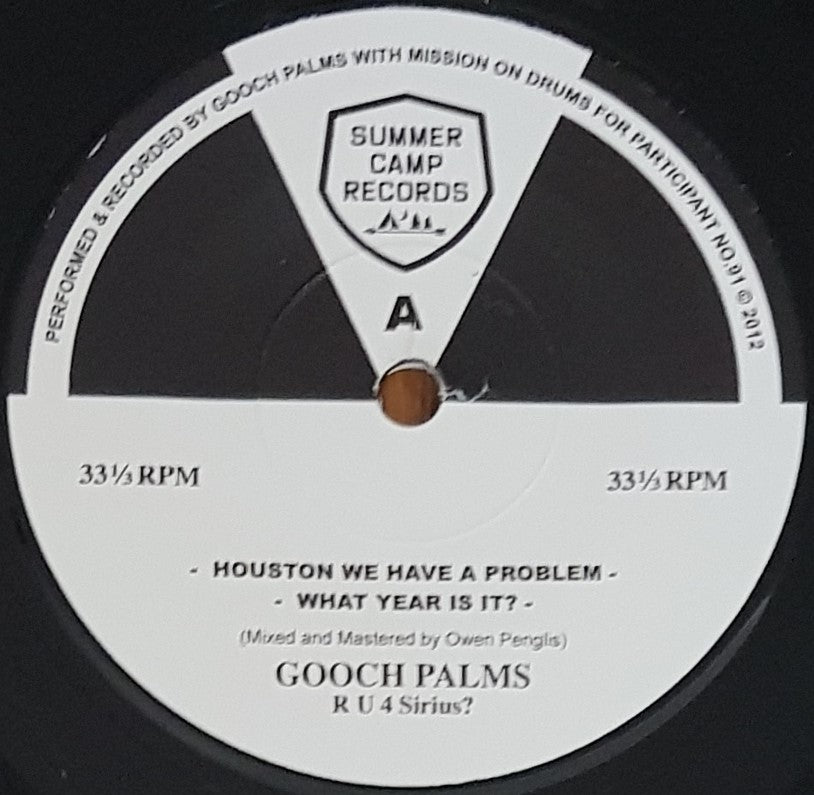 PERFORMED & RECORDED BY GOOCH PALMS WITH MISSION ON DRUMS FOR PARTICIPANT NO.91 © 2012
SUMMER
CAMP
RECORDS
A
33⅓ RPM
33⅓ RPM
- HOUSTON WE HAVE A PROBLEM -
- WHAT YEAR IS IT? -
(Mixed and Mastered by Owen Penglis)
GOOCH PALMS
R U 4 Sirius?